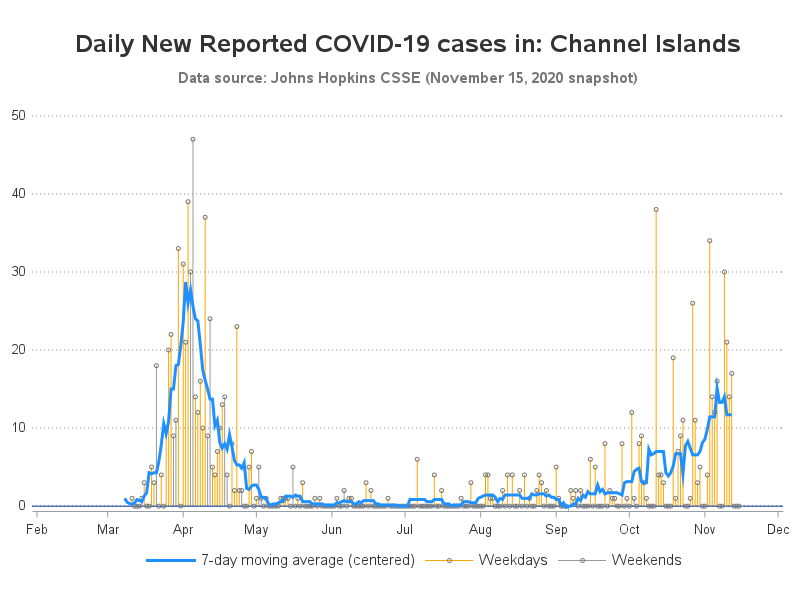 Daily New Reported COVID-19 cases in: Channel Islands
Data source: Johns Hopkins CSSE (November 15, 2020 snapshot)
50
40
30
20
10
0
Feb Mar Apr May Jun Jul Aug Sep Oct Nov Dec
7-day moving average (centered) Weekdays Weekends